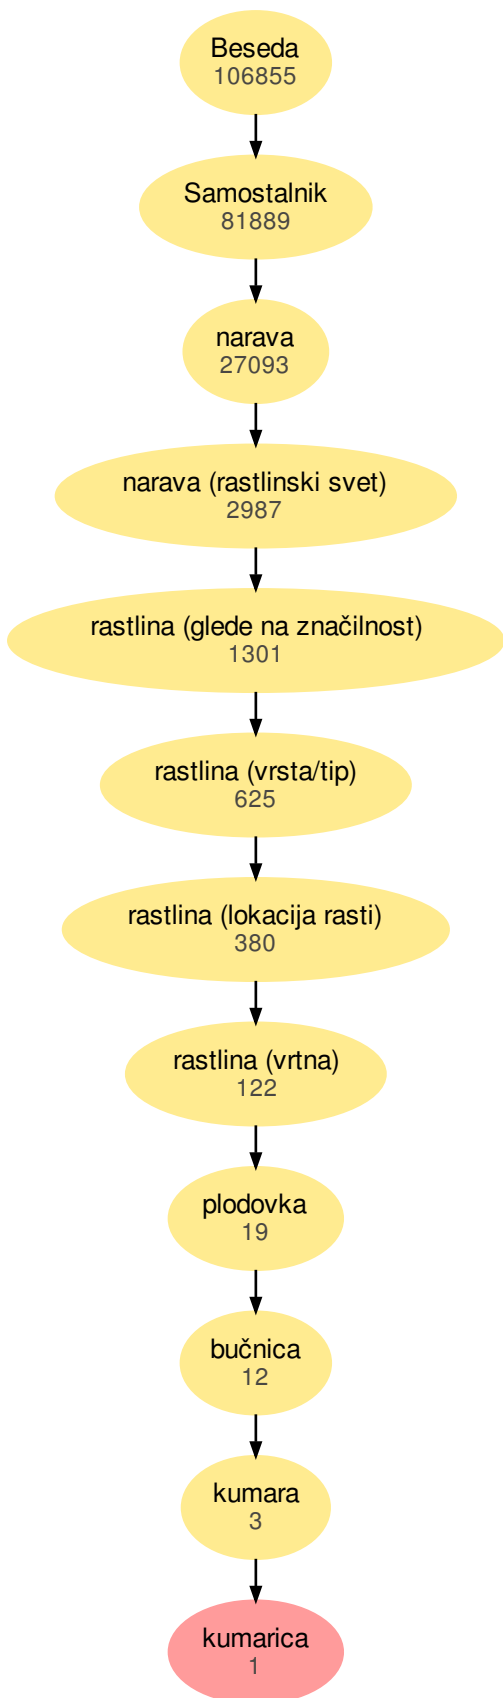 Beseda
106855
Samostalnik
81889
narava
27093
narava (rastlinski svet)
2987
rastlina (glede na značilnost)
1301
rastlina (vrsta/tip)
625
rastlina (lokacija rasti)
380
rastlina (vrtna)
122
plodovka
19
bučnica
12
kumara
3
kumarica
1